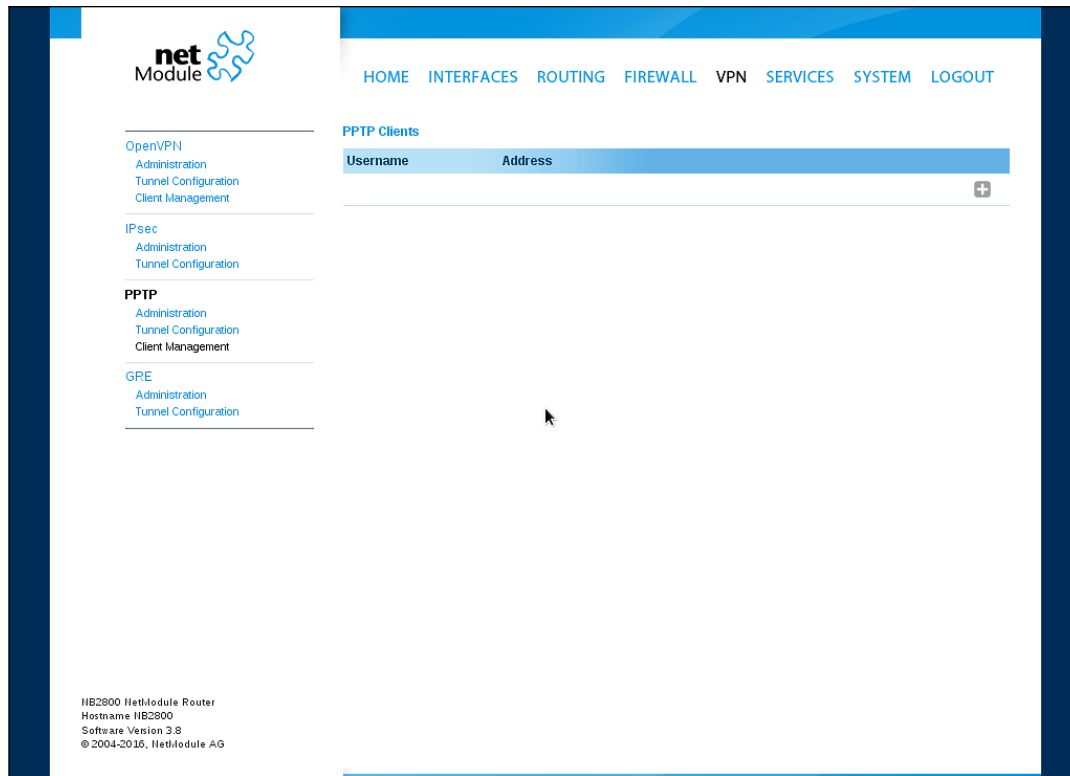 net
Module
HOME INTERFACES ROUTING FIREWALL VPN SERVICES SYSTEM LOGOUT
OpenVPN
Administration
Tunnel Configuration
Client Management
IPsec
Administration
Tunnel Configuration
PPTP
Administration
Tunnel Configuration
Client Management
GRE
Administration
Tunnel Configuration
PPTP Clients
Username Address
NB2800 NetModule Router
Hostname NB2800
Software Version 3.8
© 2004-2016, NetModule AG